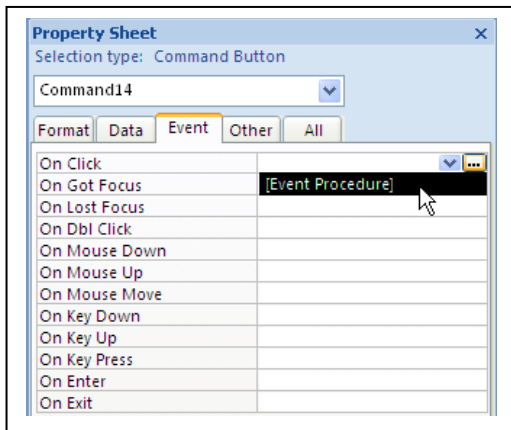 Property Sheet
Selection type: Command Button
Command14
Format Data Event Other All
On Click
On Got Focus [Event Procedure]
On Lost Focus
On Dbl Click
On Mouse Down
On Mouse Up
On Mouse Move
On Key Down
On Key Up
On Key Press
On Enter
On Exit